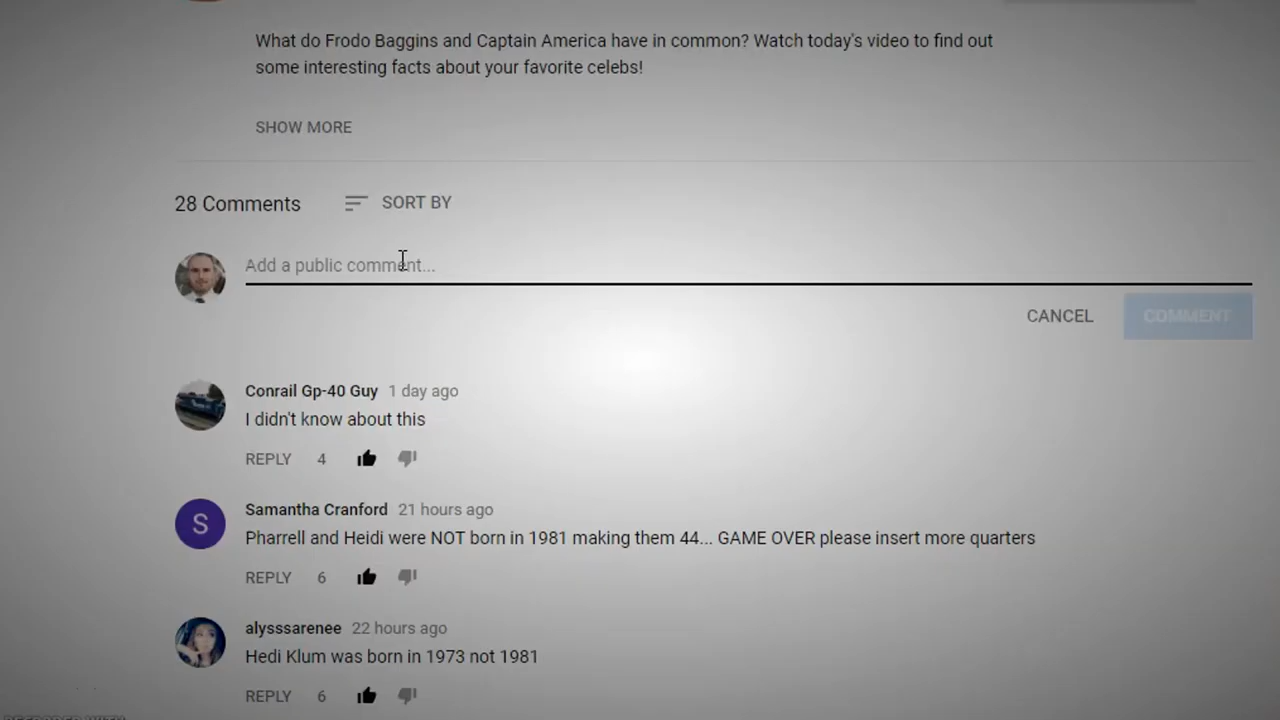 What do Frodo Baggins and Captain America have in common? Watch today's video to find out
some interesting facts about your favorite celebs!
SHOW MORE
28 Comments SORT BY
Add a public comment...
CANCEL COMMENT
Conrail Gp-40 Guy 1 day ago
I didn't know about this
REPLY 4
S
Samantha Cranford 21 hours ago
Pharrell and Heidi were NOT born in 1981 making them 44... GAME OVER please insert more quarters
REPLY 6
alysssarenee 22 hours ago
Hedi Klum was born in 1973 not 1981
REPLY 6